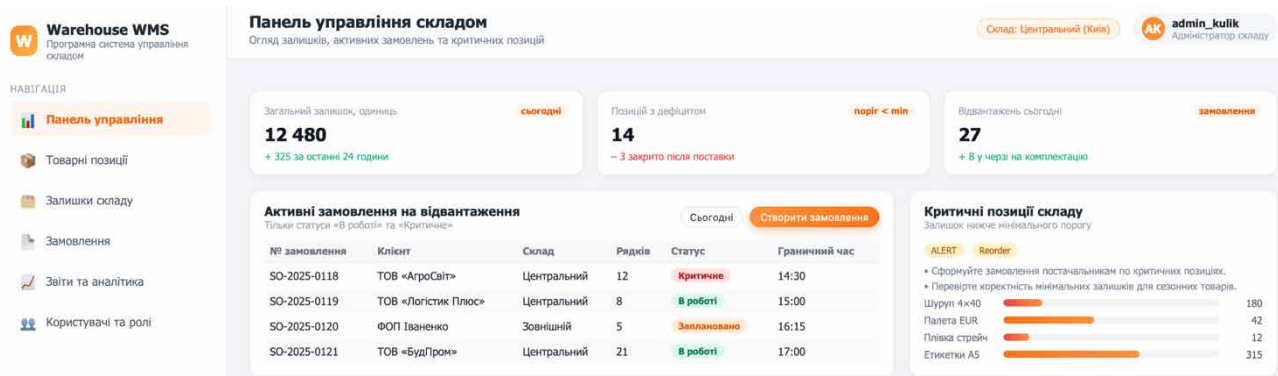 W
Warehouse WMS
Програмна система управління
складом
НАВІГАЦІЯ
Панель управління
Товарні позиції
Залишки складу
Замовлення
Звіти та аналітика
Користувачі та ролі
Панель управління складом
Огляд залишків, активних замовлень та критичних позицій
Склад: Центральний (Київ)
AK
admin_kulik
Адміністратор складу
Загальний залишок, одиниць
сьогодні
12 480
+ 325 за останні 24 години
Позицій з дефіцитом
поріг < min
14
− 3 закрито після поставки
Відвантажень сьогодні
замовлення
27
+ 8 у черзі на комплектацію
Активні замовлення на відвантаження
Тільки статуси «В роботі» та «Критичне»
Сьогодні
Створити замовлення
№ замовлення Клієнт Склад Рядків Статус Граничний час
SO-2025-0118 ТОВ «АгроСвіт» Центральний 12 Критичне 14:30
SO-2025-0119 ТОВ «Логістик Плюс» Центральний 8 В роботі 15:00
SO-2025-0120 ФОП Іваненко Зовнішній 5 Заплановано 16:15
SO-2025-0121 ТОВ «БудПром» Центральний 21 В роботі 17:00
Критичні позиції складу
Залишок нижче мінімального порогу
ALERT Reorder
• Сформуйте замовлення постачальникам по критичних позиціях.
• Перевірте коректність мінімальних залишків для сезонних товарів.
Шуруп 4×40 180
Палета EUR 42
Плівка стрейч 12
Етикетки А5 315